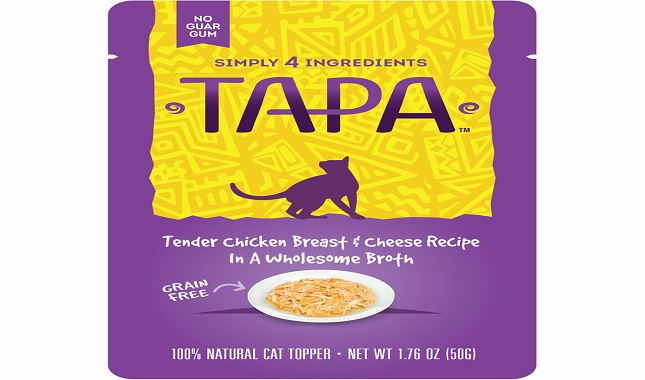 NO
GUAR
GUM
SIMPLY 4 INGREDIENTS
TAPA™
Tender Chicken Breast & Cheese Recipe
In A Wholesome Broth
GRAIN
FREE
100% NATURAL CAT TOPPER • NET WT 1.76 OZ (50G)